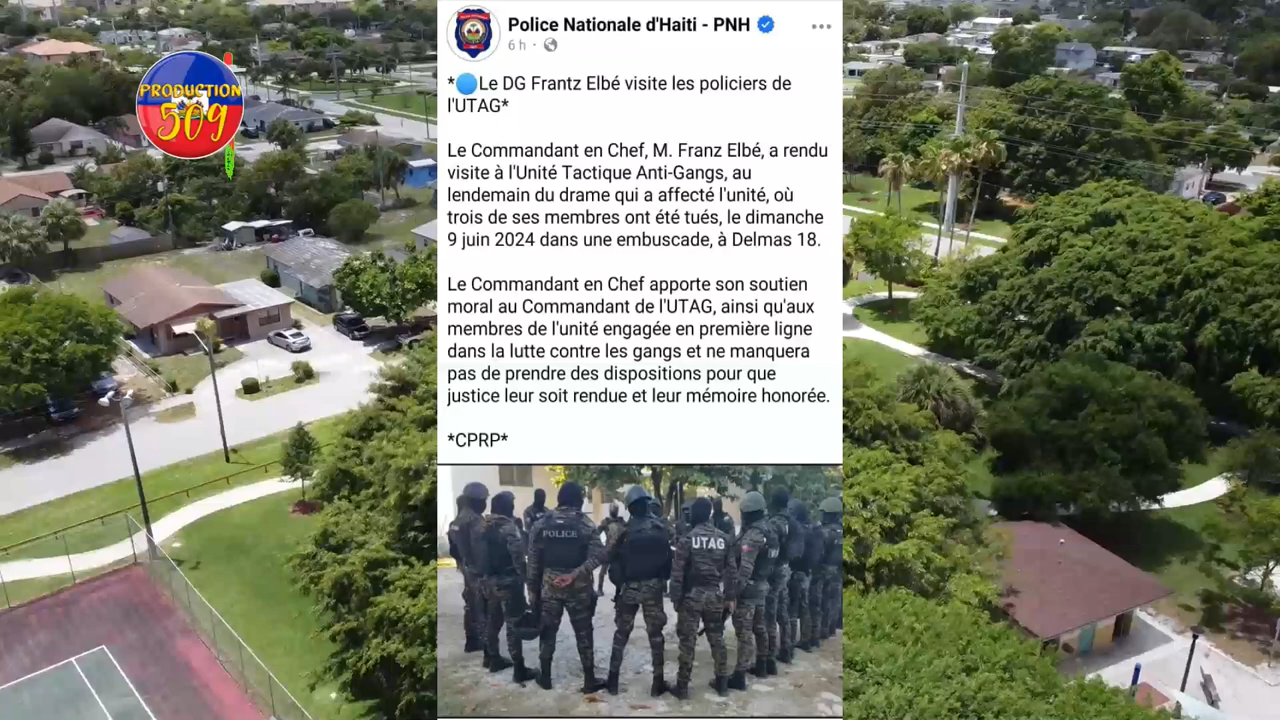 PRODUCTION
509
Police Nationale d'Haiti - PNH
6 h ·
*Le DG Frantz Elbé visite les policiers de
l'UTAG*
Le Commandant en Chef, M. Franz Elbé, a rendu
visite à l'Unité Tactique Anti-Gangs, au
lendemain du drame qui a affecté l'unité, où
trois de ses membres ont été tués, le dimanche
9 juin 2024 dans une embuscade, à Delmas 18.
Le Commandant en Chef apporte son soutien
moral au Commandant de l'UTAG, ainsi qu'aux
membres de l'unité engagée en première ligne
dans la lutte contre les gangs et ne manquera
pas de prendre des dispositions pour que
justice leur soit rendue et leur mémoire honorée.
*CPRP*
POLICE
UTAG